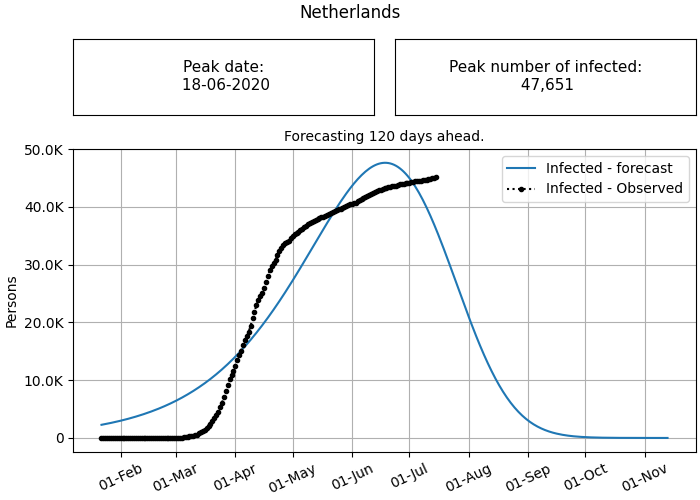 Netherlands
Peak date:
18-06-2020
Peak number of infected:
47,651
Forecasting 120 days ahead.
50.0K
40.0K
30.0K
20.0K
10.0K
0
Persons
Infected - forecast
Infected - Observed
01-Feb
01-Mar
01-Apr
01-May
01-Jun
01-Jul
01-Aug
01-Sep
01-Oct
01-Nov